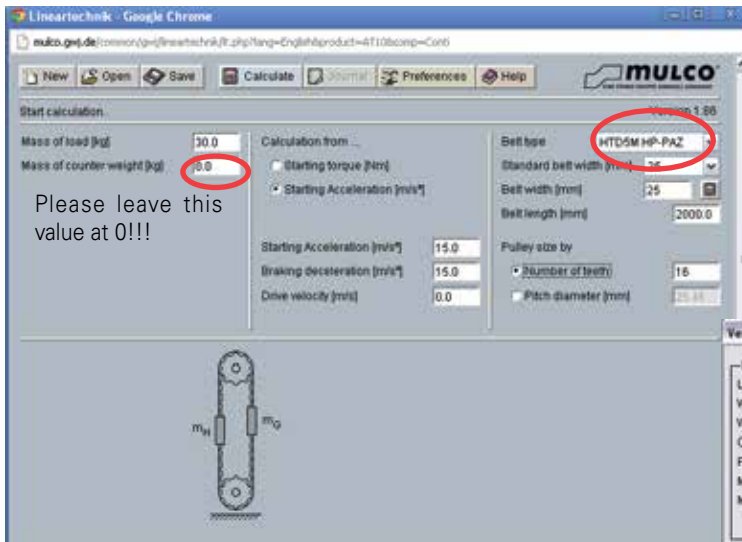 Lineartechnik - Google Chrome
mulco.gwj.de/common/gwj/lineartechnik/lt.php?lang=English&product=AT10&comp=Conti
New Open Save Calculate Journal Preferences Help
MULCO
Start calculation.
Version 1.86
Mass of load [kg] 30.0
Mass of counter weight [kg] 0.0
Please leave this
value at 0!!!
Calculation from ...
Starting torque [Nm]
Starting Acceleration [m/s²]
Starting Acceleration [m/s²] 15.0
Braking deceleration [m/s²] 15.0
Drive velocity [m/s] 0.0
Belt type HTD5M HP-PAZ
Standard belt width [mm] 25
Belt width [mm] 25
Belt length [mm] 2000.0
Pulley size by
Number of teeth 16
Pitch diameter [mm]
mH
mG
Ve